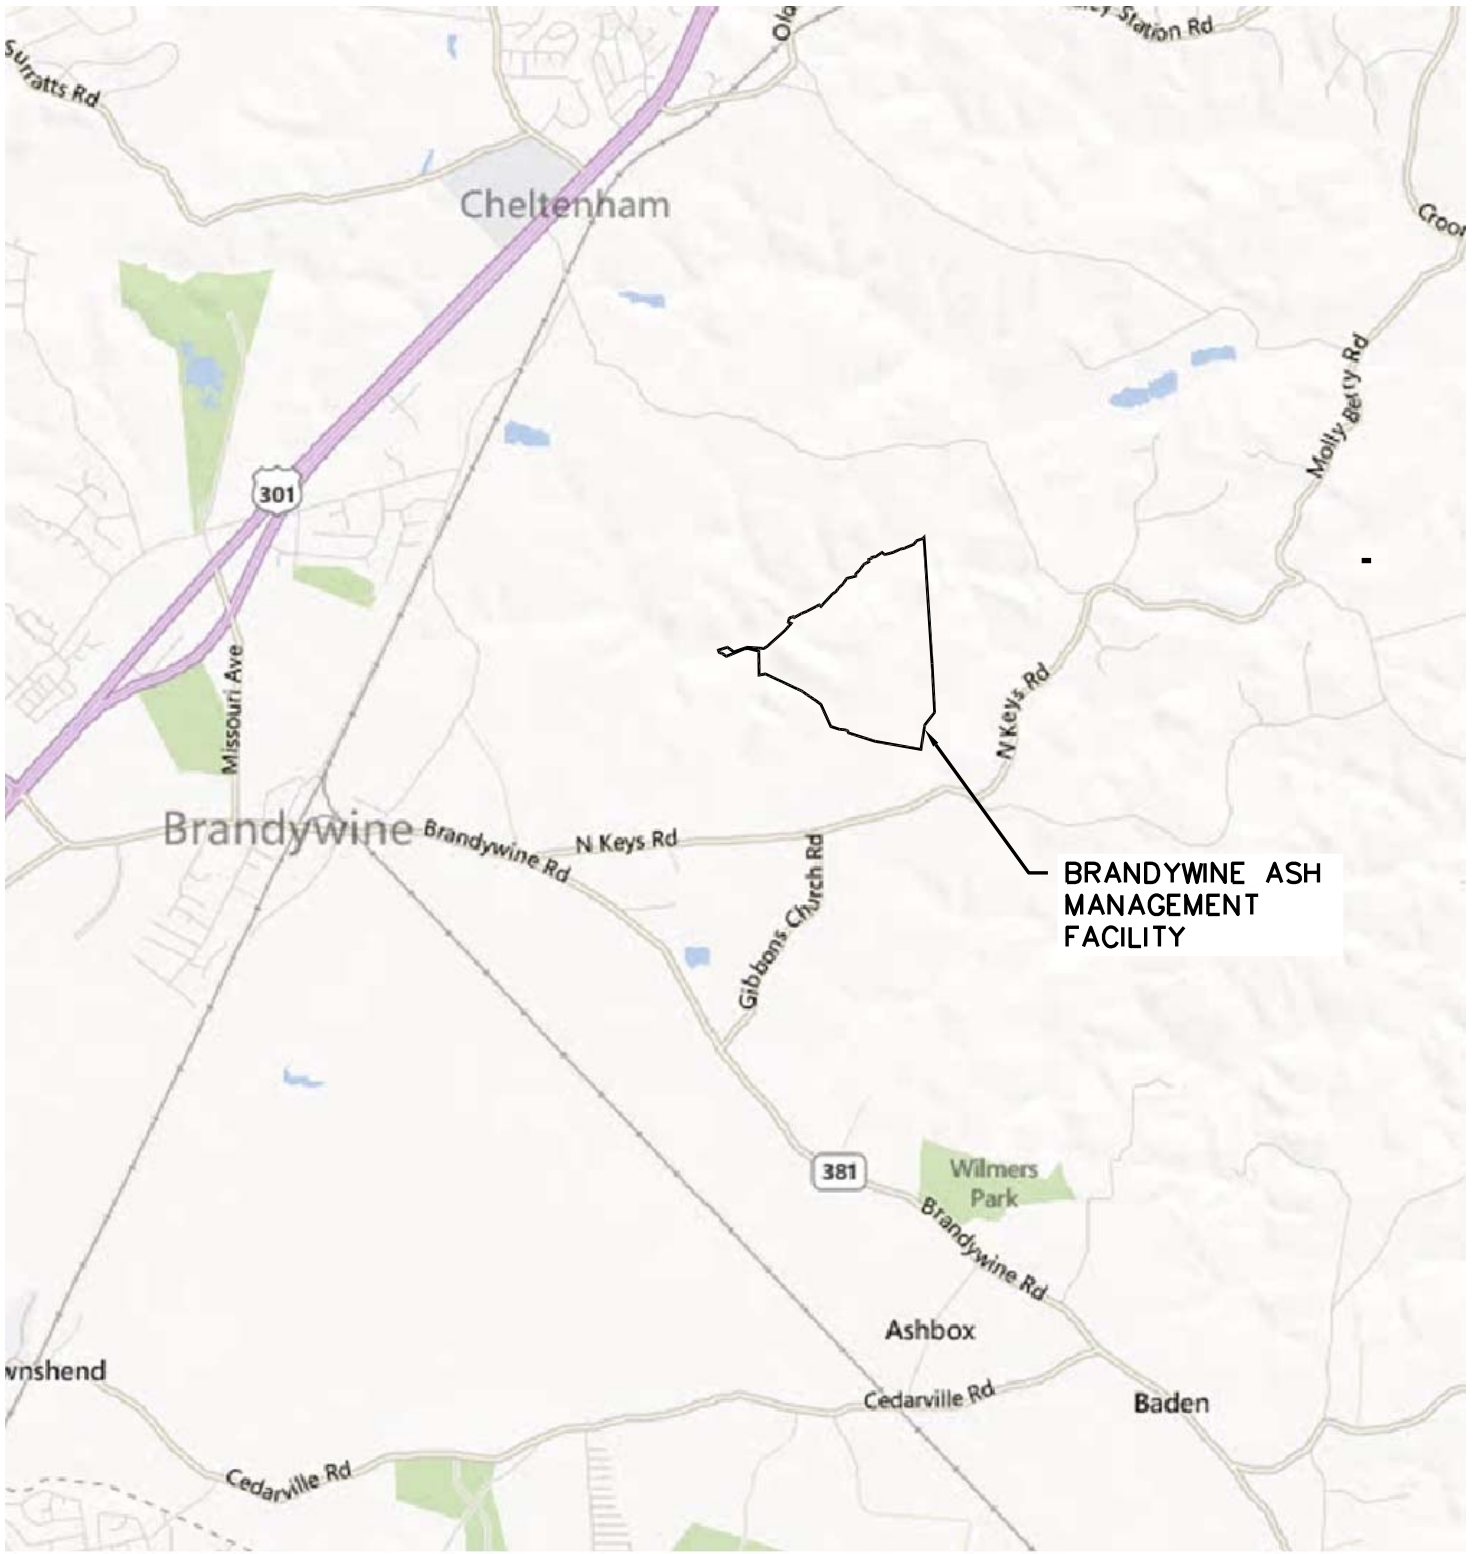 Surratts Rd
Old
Station Rd
Cheltenham
Croom
Molly Berry Rd
301
Missouri Ave
N Keys Rd
Brandywine
Brandywine Rd
N Keys Rd
Gibbons Church Rd
BRANDYWINE ASH
MANAGEMENT
FACILITY
381
Wilmers
Park
Brandywine Rd
Ashbox
wnshend
Cedarville Rd
Baden
Cedarville Rd